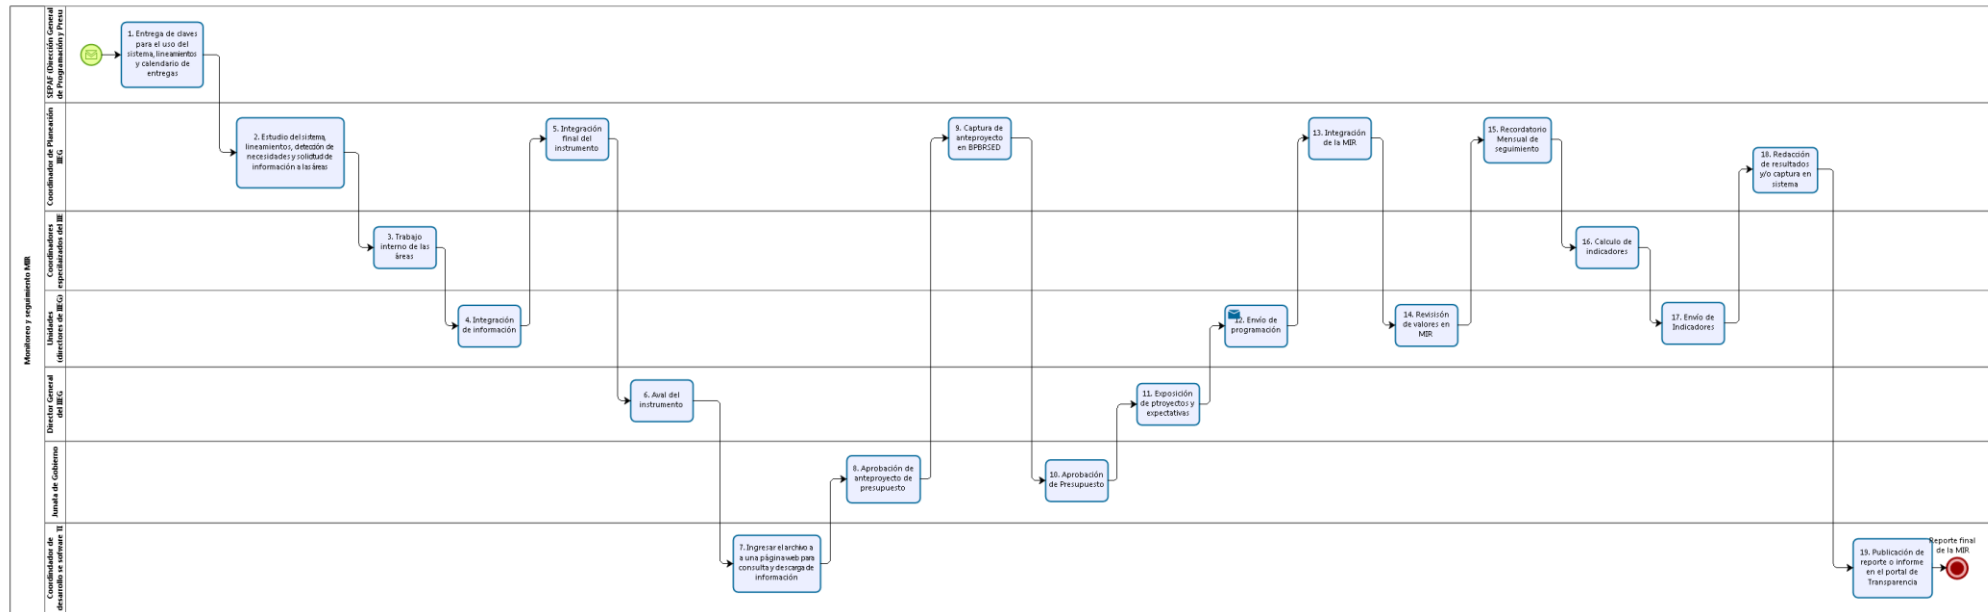 Monitoreo y seguimiento MIR
SEPAF (Dirección General
de Programación y Presu
1. Entrega de claves
para el uso del
sistema, lineamientos
y calendario de
entregas
Coordinador de Planeación
IIEG
2. Estudio del sistema,
lineamientos, detección de
necesidades y solicitud de
información a las áreas
5. Integración
final del
instrumento
9. Captura de
anteproyecto
en BPBRSED
13. Integración
de la MIR
15. Recordatorio
Mensual de
seguimiento
18. Redacción
de resultados
y/o captura en
sistema
Coordinadores
especilaizados del IIE
3. Trabajo
interno de las
áreas
16. Calculo de
indicadores
Unidades
(directores de IIEG)
4. Integración
de información
12. Envío de
programación
14. Revisisón
de valores en
MIR
17. Envío de
Indicadores
Director General
del IIEG
6. Aval del
instrumento
11. Exposición
de ptroyectos y
expectativas
Junata de Gobierno
8. Aprobación de
anteproyecto de
presupuesto
10. Aprobación
de Presupuesto
Coordindador de
desarrollo se sofware II
7. Ingresar el archivo a
a una página web para
consulta y descarga de
información
19. Publicación de
reporte o informe
en el portal de
Transparencia
Reporte final
de la MIR